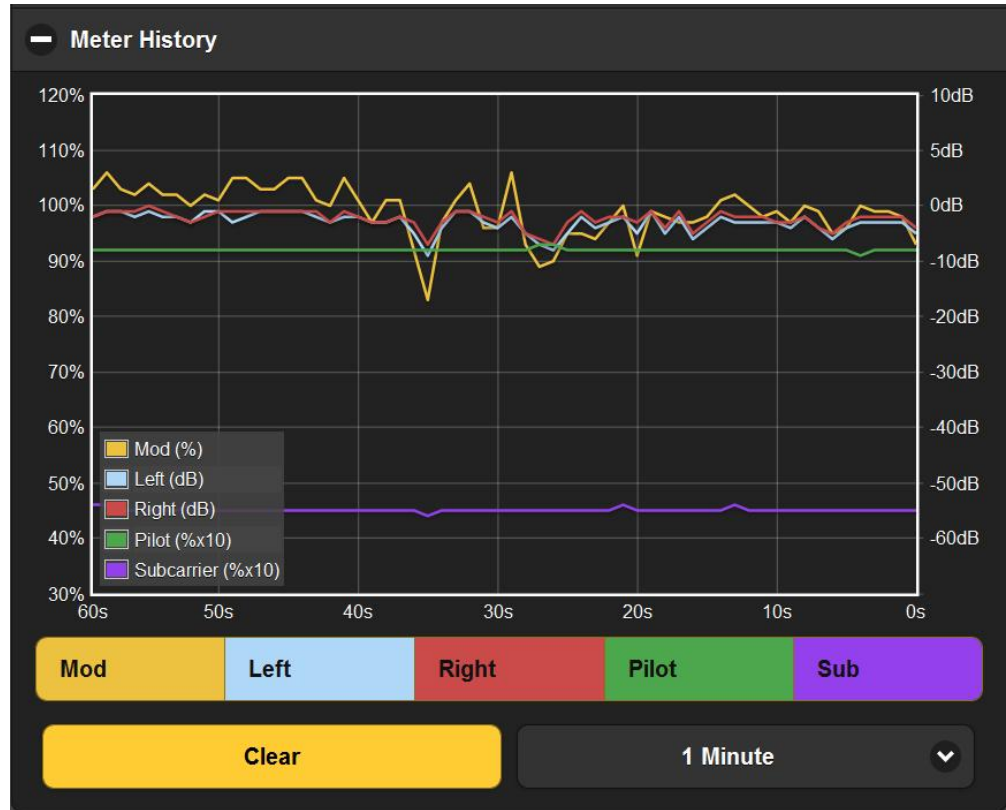 Meter History
120% 10dB
110% 5dB
100% 0dB
90% -10dB
80% -20dB
70% -30dB
60% -40dB
Mod (%)
Left (dB)
50% -50dB
Right (dB)
40% Pilot (%x10) -60dB
Subcarrier (%x10)
30%
60s 50s 40s 30s 20s 10s 0s
Mod Left Right Pilot Sub
Clear 1 Minute